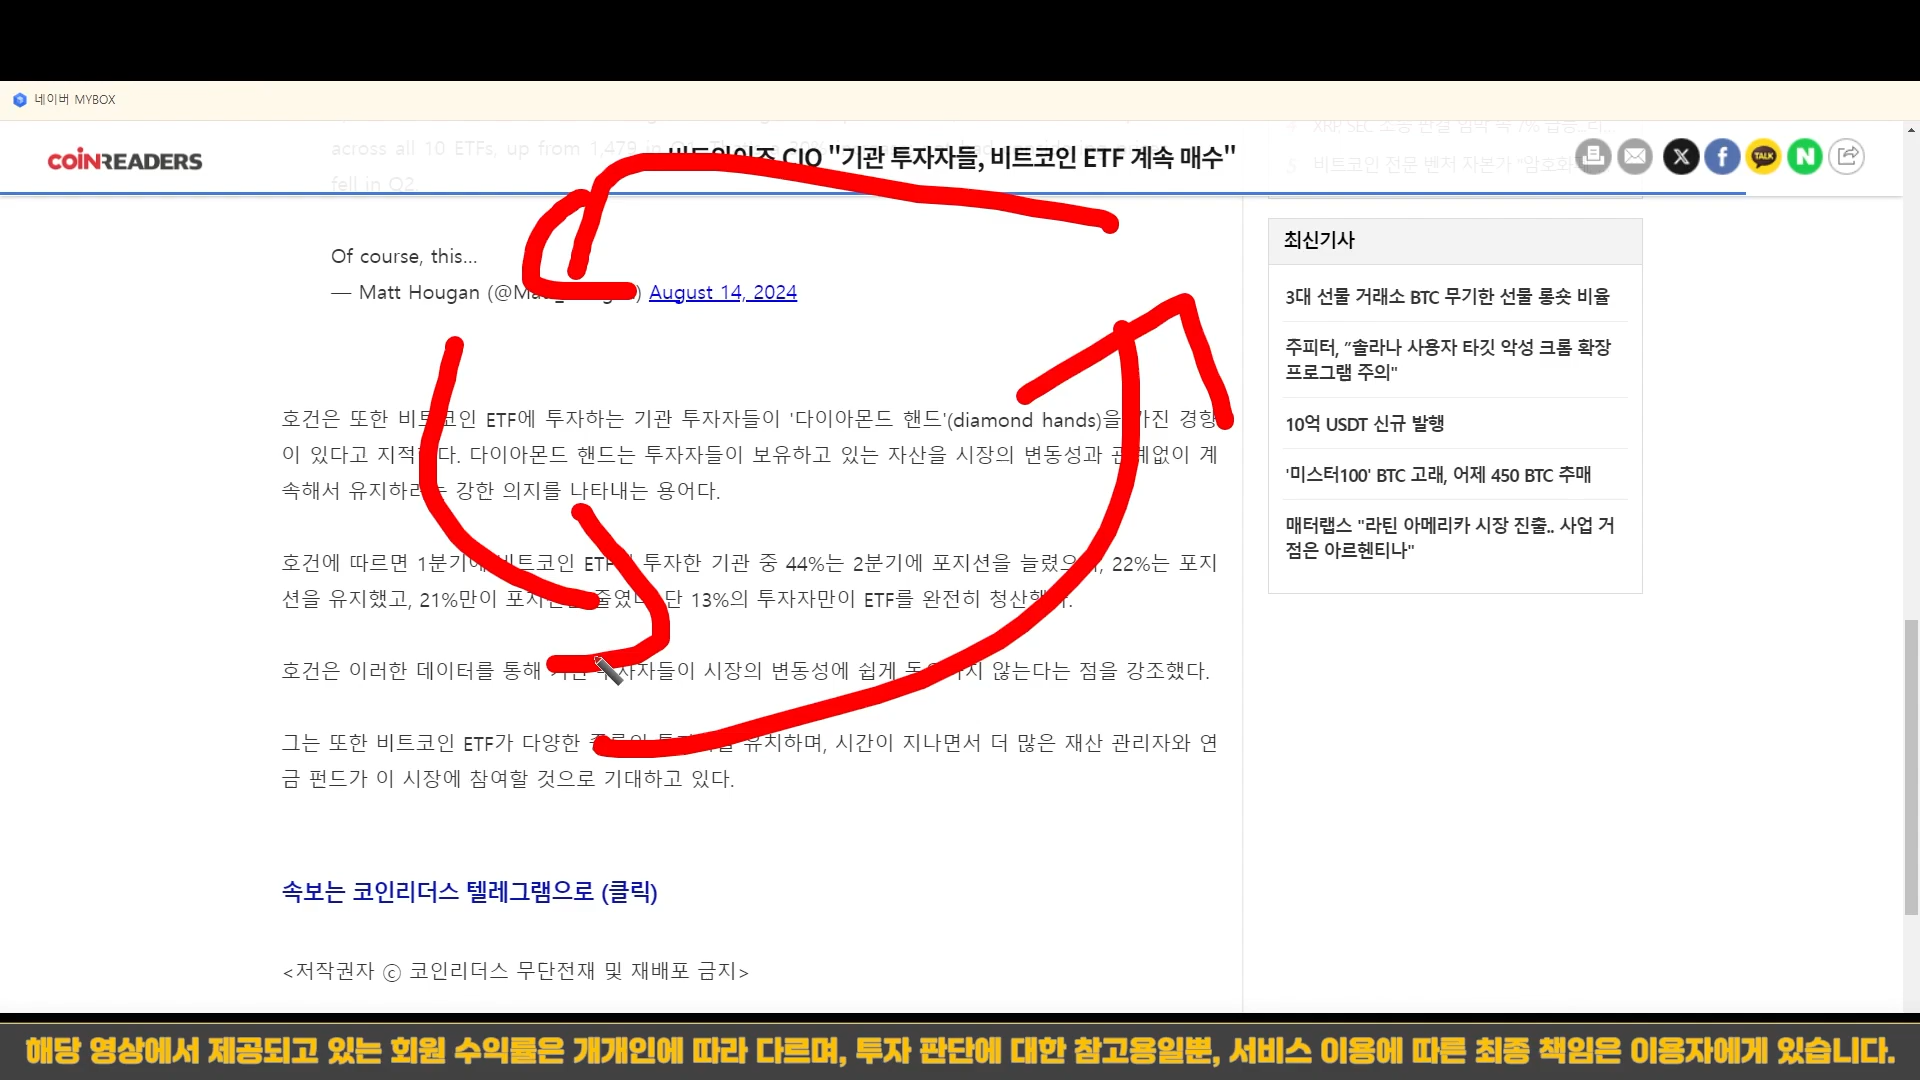 네이버 MYBOX
COINREADERS
across all 10 ETFs, up from 1,479 in Q1.
CIO "기관 투자자들, 비트코인 ETF 계속 매수"
TALK
fell in Q2.
5 비트코인 전문 벤처 자본가
최신기사
3대 선물 거래소 BTC 무기한 선물 롱숏 비율
주피터, "솔라나 사용자 타깃 악성 크롬 확장
프로그램 주의"
10억 USDT 신규 발행
'미스터100' BTC 고래, 어제 450 BTC 추매
매터랩스 "라틴 아메리카 시장 진출.. 사업 거
점은 아르헨티나"
Of course, this...
— Matt Hougan August 14, 2024
호건은 또한 비트코인 ETF에 투자하는 기관 투자자들이 '다이아몬드 핸드'(diamond hands)을 가진 경향
이 있다고 다이아몬드 핸드는 투자자들이 보유하고 있는 자산을 시장의 변동성과 관계없이 계
속해서 강한 의지를 나타내는 용어다.
호건에 따르면 1분기에 비트코인 투자한 기관 중 44%는 2분기에 포지션을 22%는 포지
션을 유지했고, 21%만이 단 13%의 투자자만이 ETF를 완전히
호건은 이러한 데이터를 통해 시장의 변동성에 쉽게 않는다는 점을 강조했다.
그는 또한 비트코인 ETF가 다양한 유치하며, 시간이 지나면서 더 많은 재산 관리자와 연
금 펀드가 이 시장에 참여할 것으로 기대하고 있다.
속보는 코인리더스 텔레그램으로 (클릭)
<저작권자 ⓒ 코인리더스 무단전재 및 재배포 금지>
해당 영상에서 제공되고 있는 회원 수익률은 개개인에 따라 다르며, 투자 판단에 대한 참고용일뿐, 서비스 이용에 따른 최종 책임은 이용자에게 있습니다.